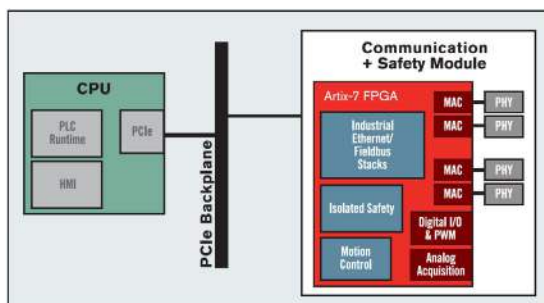 CPU
PLC
Runtime
PCIe
HMI
PCIe Backplane
Communication
+ Safety Module
Artix-7 FPGA
Industrial
Ethernet/
Fieldbus
Stacks
Isolated Safety
Motion
Control
MAC
PHY
MAC
PHY
MAC
PHY
MAC
PHY
Digital I/O
& PWM
Analog
Acquisition